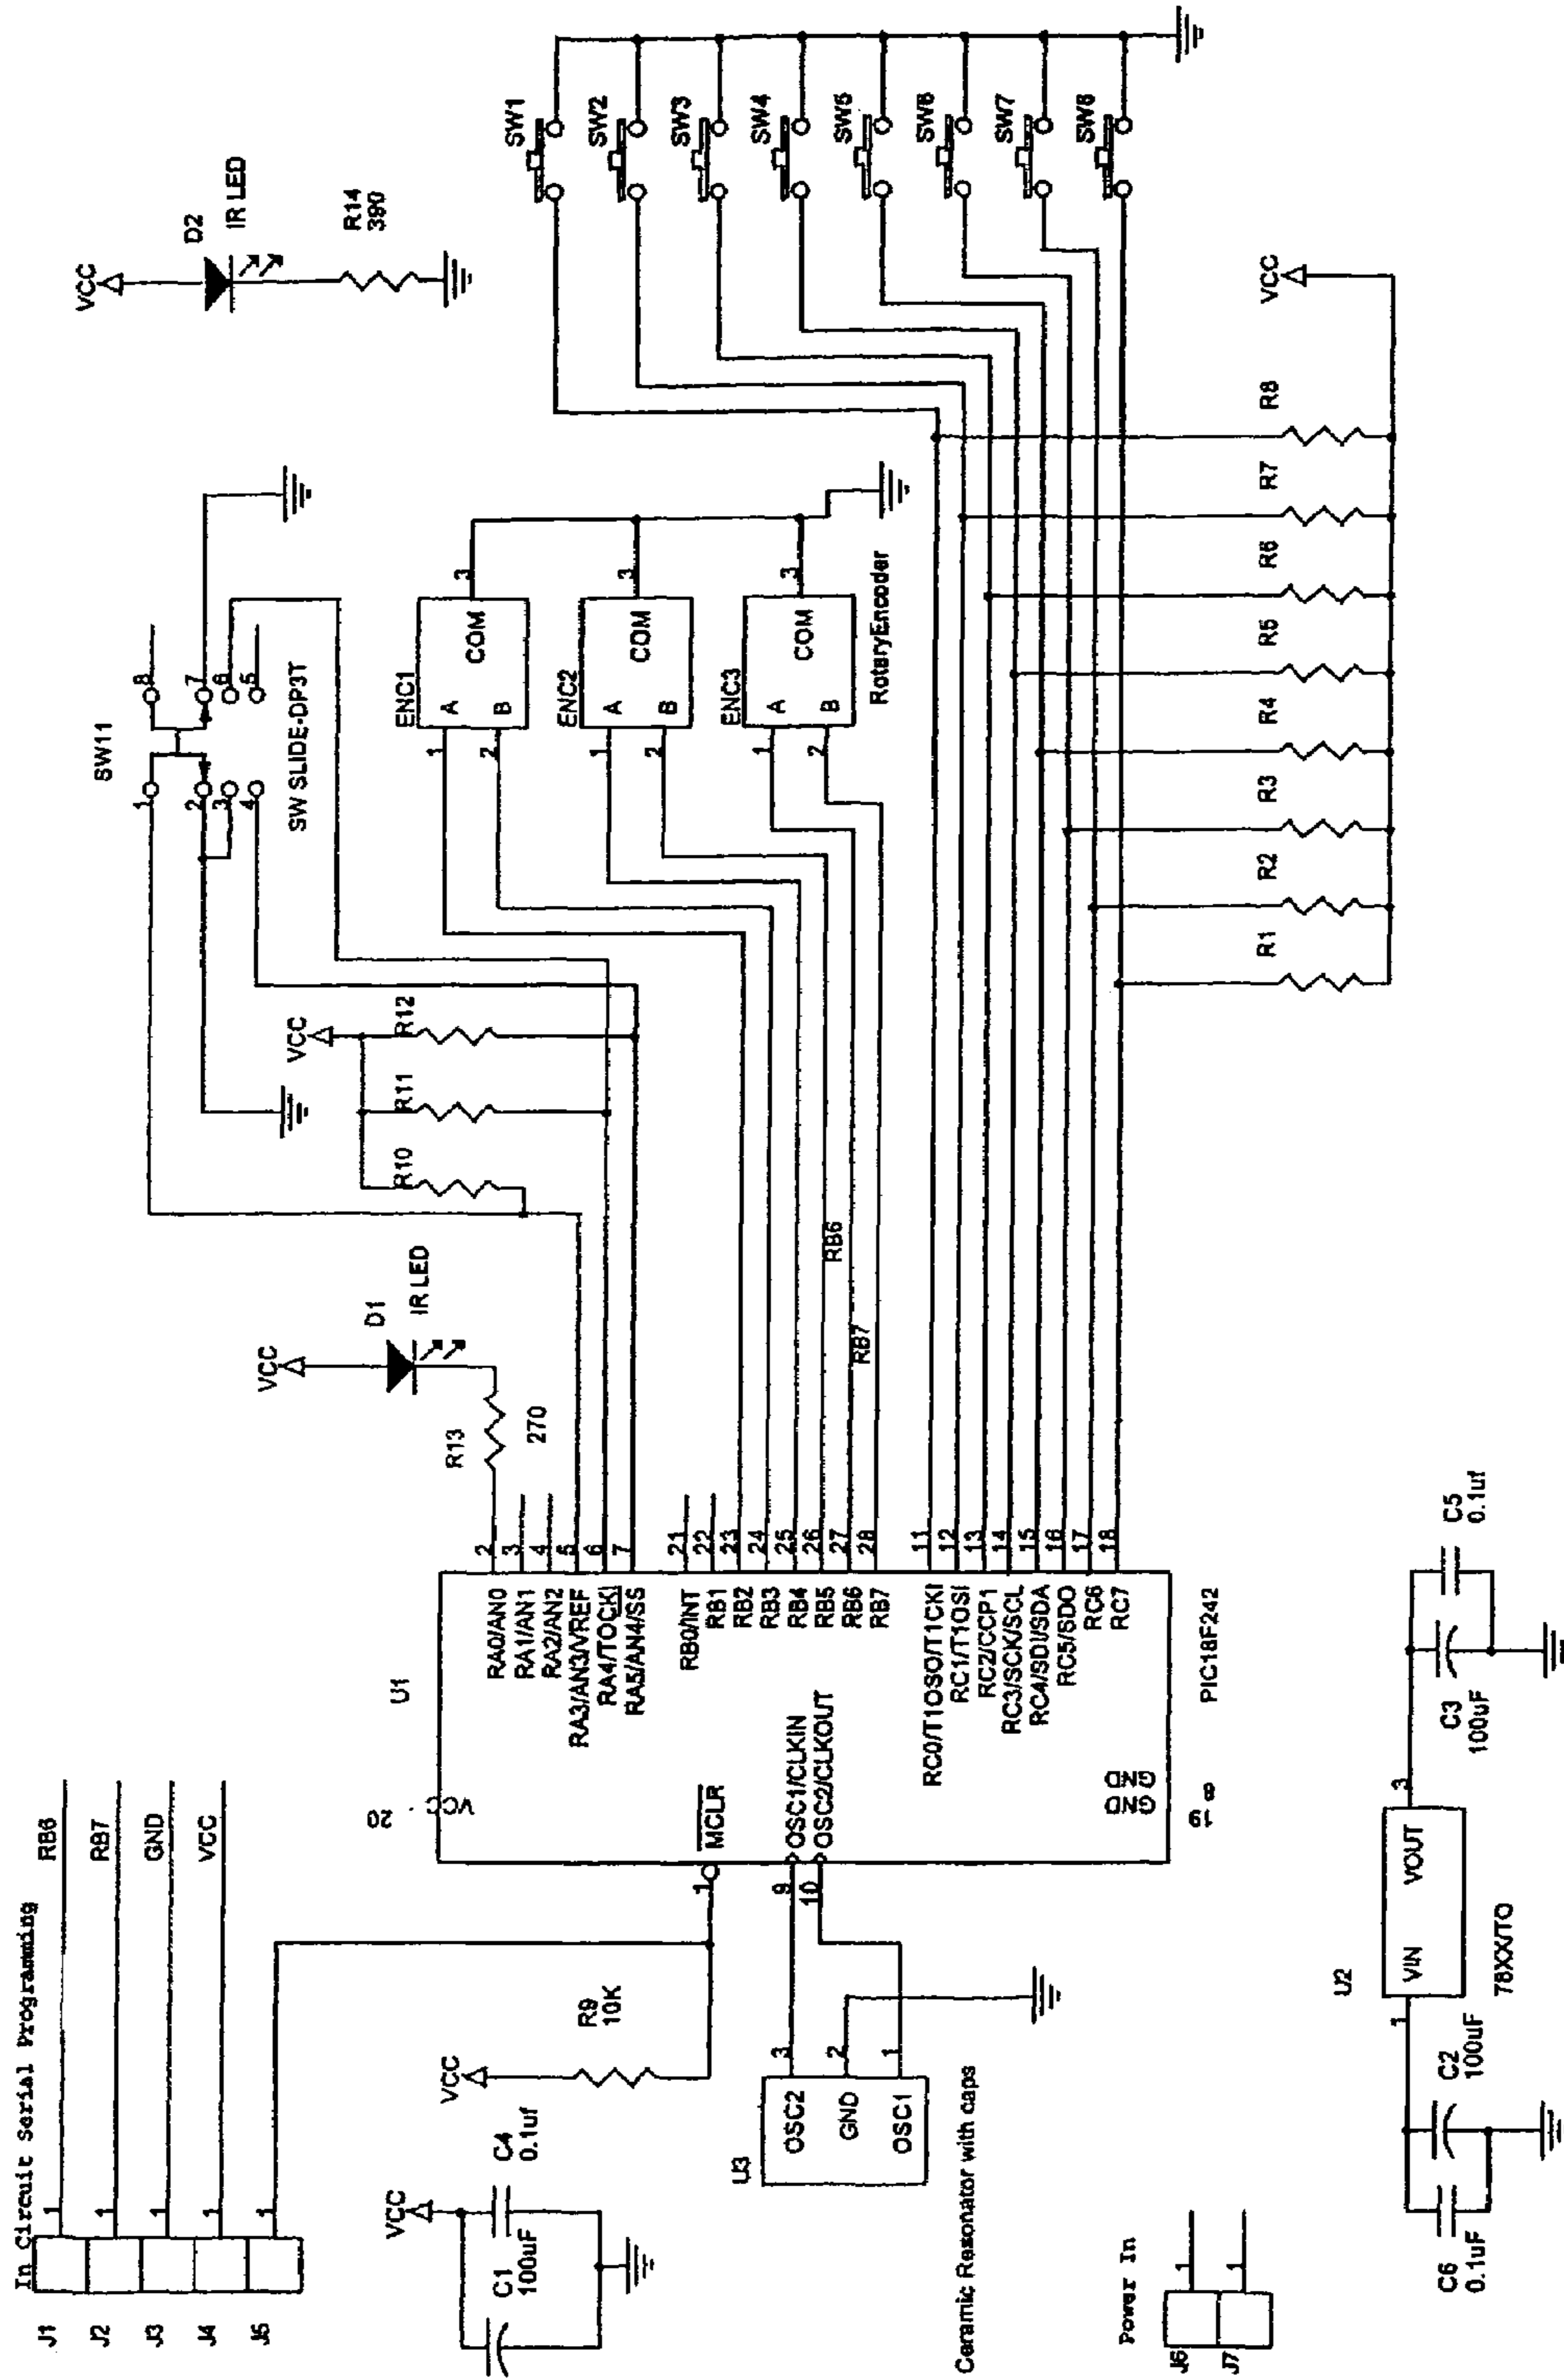 In Circuit Serial Programming
J1
1
RB6
J2
1
RB7
J3
1
GND
J4
1
VCC
J5
1
VCC
C1
100uF
C4
0.1uf
VCC
R9
10K
U3
OSC2
GND
OSC1
3
2
1
Ceramic Resonator with caps
Power In
J6
1
J7
1
U1
20
VCC
MCLR
1
OSC1/CLKIN
9
OSC2/CLKOUT
10
GND
GND
19
8
PIC18F242
RA0/AN0
2
RA1/AN1
3
RA2/AN2
4
RA3/AN3/VREF
5
RA4/TOCKI
6
RA5/AN4/SS
7
RB0/INT
21
RB1
22
RB2
23
RB3
24
RB4
25
RB5
26
RB6
27
RB7
28
RC0/T1OSO/T1CKI
11
RC1/T1OSI
12
RC2/CCP1
13
RC3/SCK/SCL
14
RC4/SDI/SDA
15
RC5/SDO
16
RC6
17
RC7
18
RB6
RB7
R13
270
VCC
D1
IR LED
R10
R11
R12
VCC
SW11
1
2
3
4
8
7
6
5
SW SLIDE-DP3T
ENC1
A
B
COM
1
2
3
ENC2
A
B
COM
1
2
3
ENC3
A
B
COM
1
2
3
RotaryEncoder
VCC
D2
IR LED
R14
390
SW1
SW2
SW3
SW4
SW5
SW6
SW7
SW8
R1
R2
R3
R4
R5
R6
R7
R8
VCC
C6
0.1uF
C2
100uF
U2
1
VIN
VOUT
3
78XX/TO
C3
100uF
C5
0.1uf